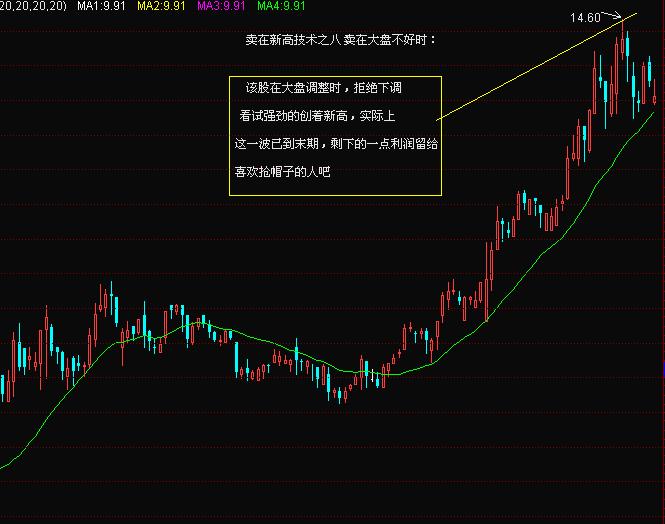 20,20,20,20) MA1:9.91 MA2:9.91 MA3:9.91 MA4:9.91
14.60
卖在新高技术之八 卖在大盘不好时：
该股在大盘调整时，拒绝下调
看试强劲的创着新高，实际上
这一波已到末期，剩下的一点利润留给
喜欢抢帽子的人吧